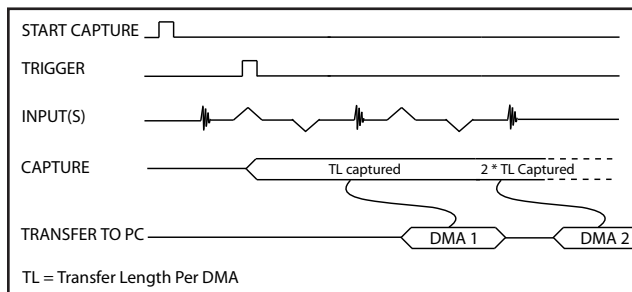 START CAPTURE
TRIGGER
INPUT(S)
CAPTURE
TL captured
2 * TL Captured
TRANSFER TO PC
DMA 1
DMA 2
TL = Transfer Length Per DMA